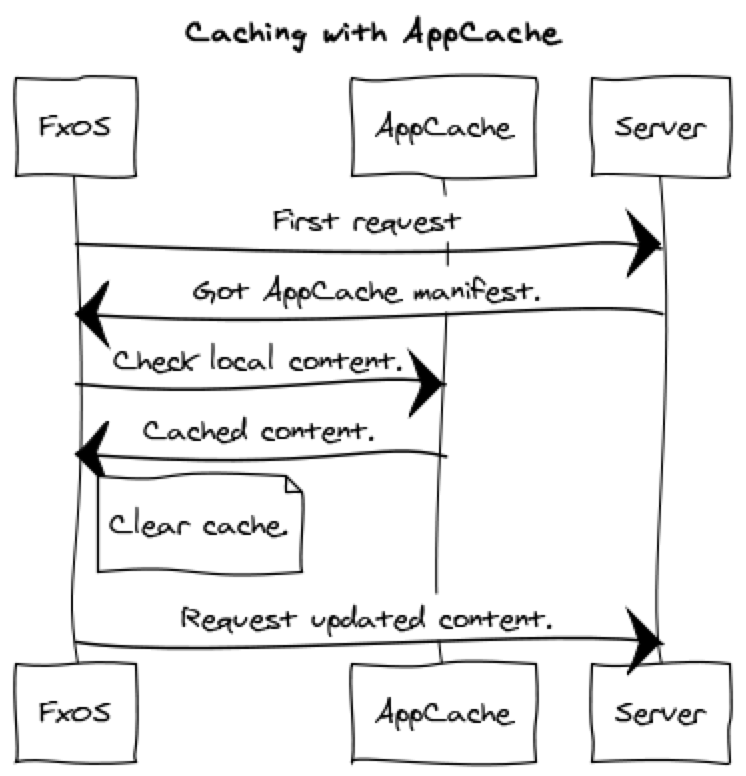 Caching with AppCache
FxOS
AppCache
Server
First request
Got AppCache manifest.
Check local content.
Cached content.
Clear cache.
Request updated content.
FxOS
AppCache
Server